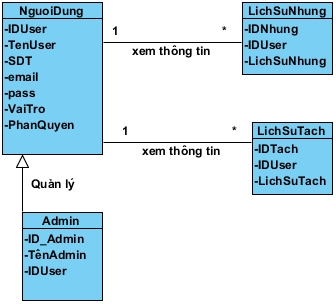 NguoiDung
-IDUser
-TenUser
-SDT
-email
-pass
-VaiTro
-PhanQuyen
1
*
xem thông tin
LichSuNhung
-IDNhung
-IDUser
-LichSuNhung
1
*
xem thông tin
LichSuTach
-IDTach
-IDUser
-LichSuTach
Quản lý
Admin
-ID_Admin
-TênAdmin
-IDUser